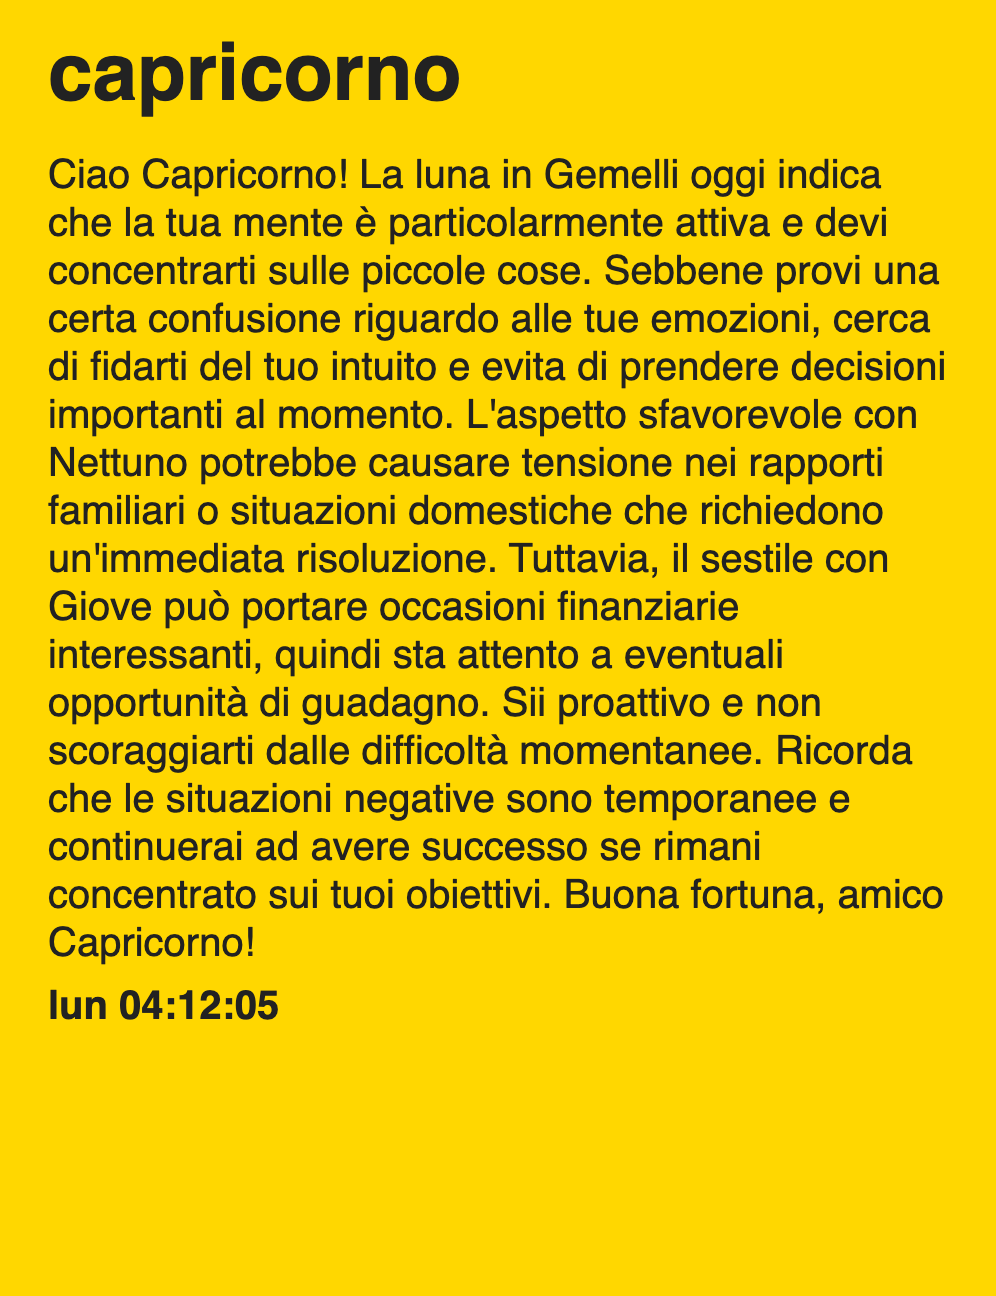 capricorno
Ciao Capricorno! La luna in Gemelli oggi indica
che la tua mente è particolarmente attiva e devi
concentrarti sulle piccole cose. Sebbene provi una
certa confusione riguardo alle tue emozioni, cerca
di fidarti del tuo intuito e evita di prendere decisioni
importanti al momento. L'aspetto sfavorevole con
Nettuno potrebbe causare tensione nei rapporti
familiari o situazioni domestiche che richiedono
un'immediata risoluzione. Tuttavia, il sestile con
Giove può portare occasioni finanziarie
interessanti, quindi sta attento a eventuali
opportunità di guadagno. Sii proattivo e non
scoraggiarti dalle difficoltà momentanee. Ricorda
che le situazioni negative sono temporanee e
continuerai ad avere successo se rimani
concentrato sui tuoi obiettivi. Buona fortuna, amico
Capricorno!
lun 04:12:05